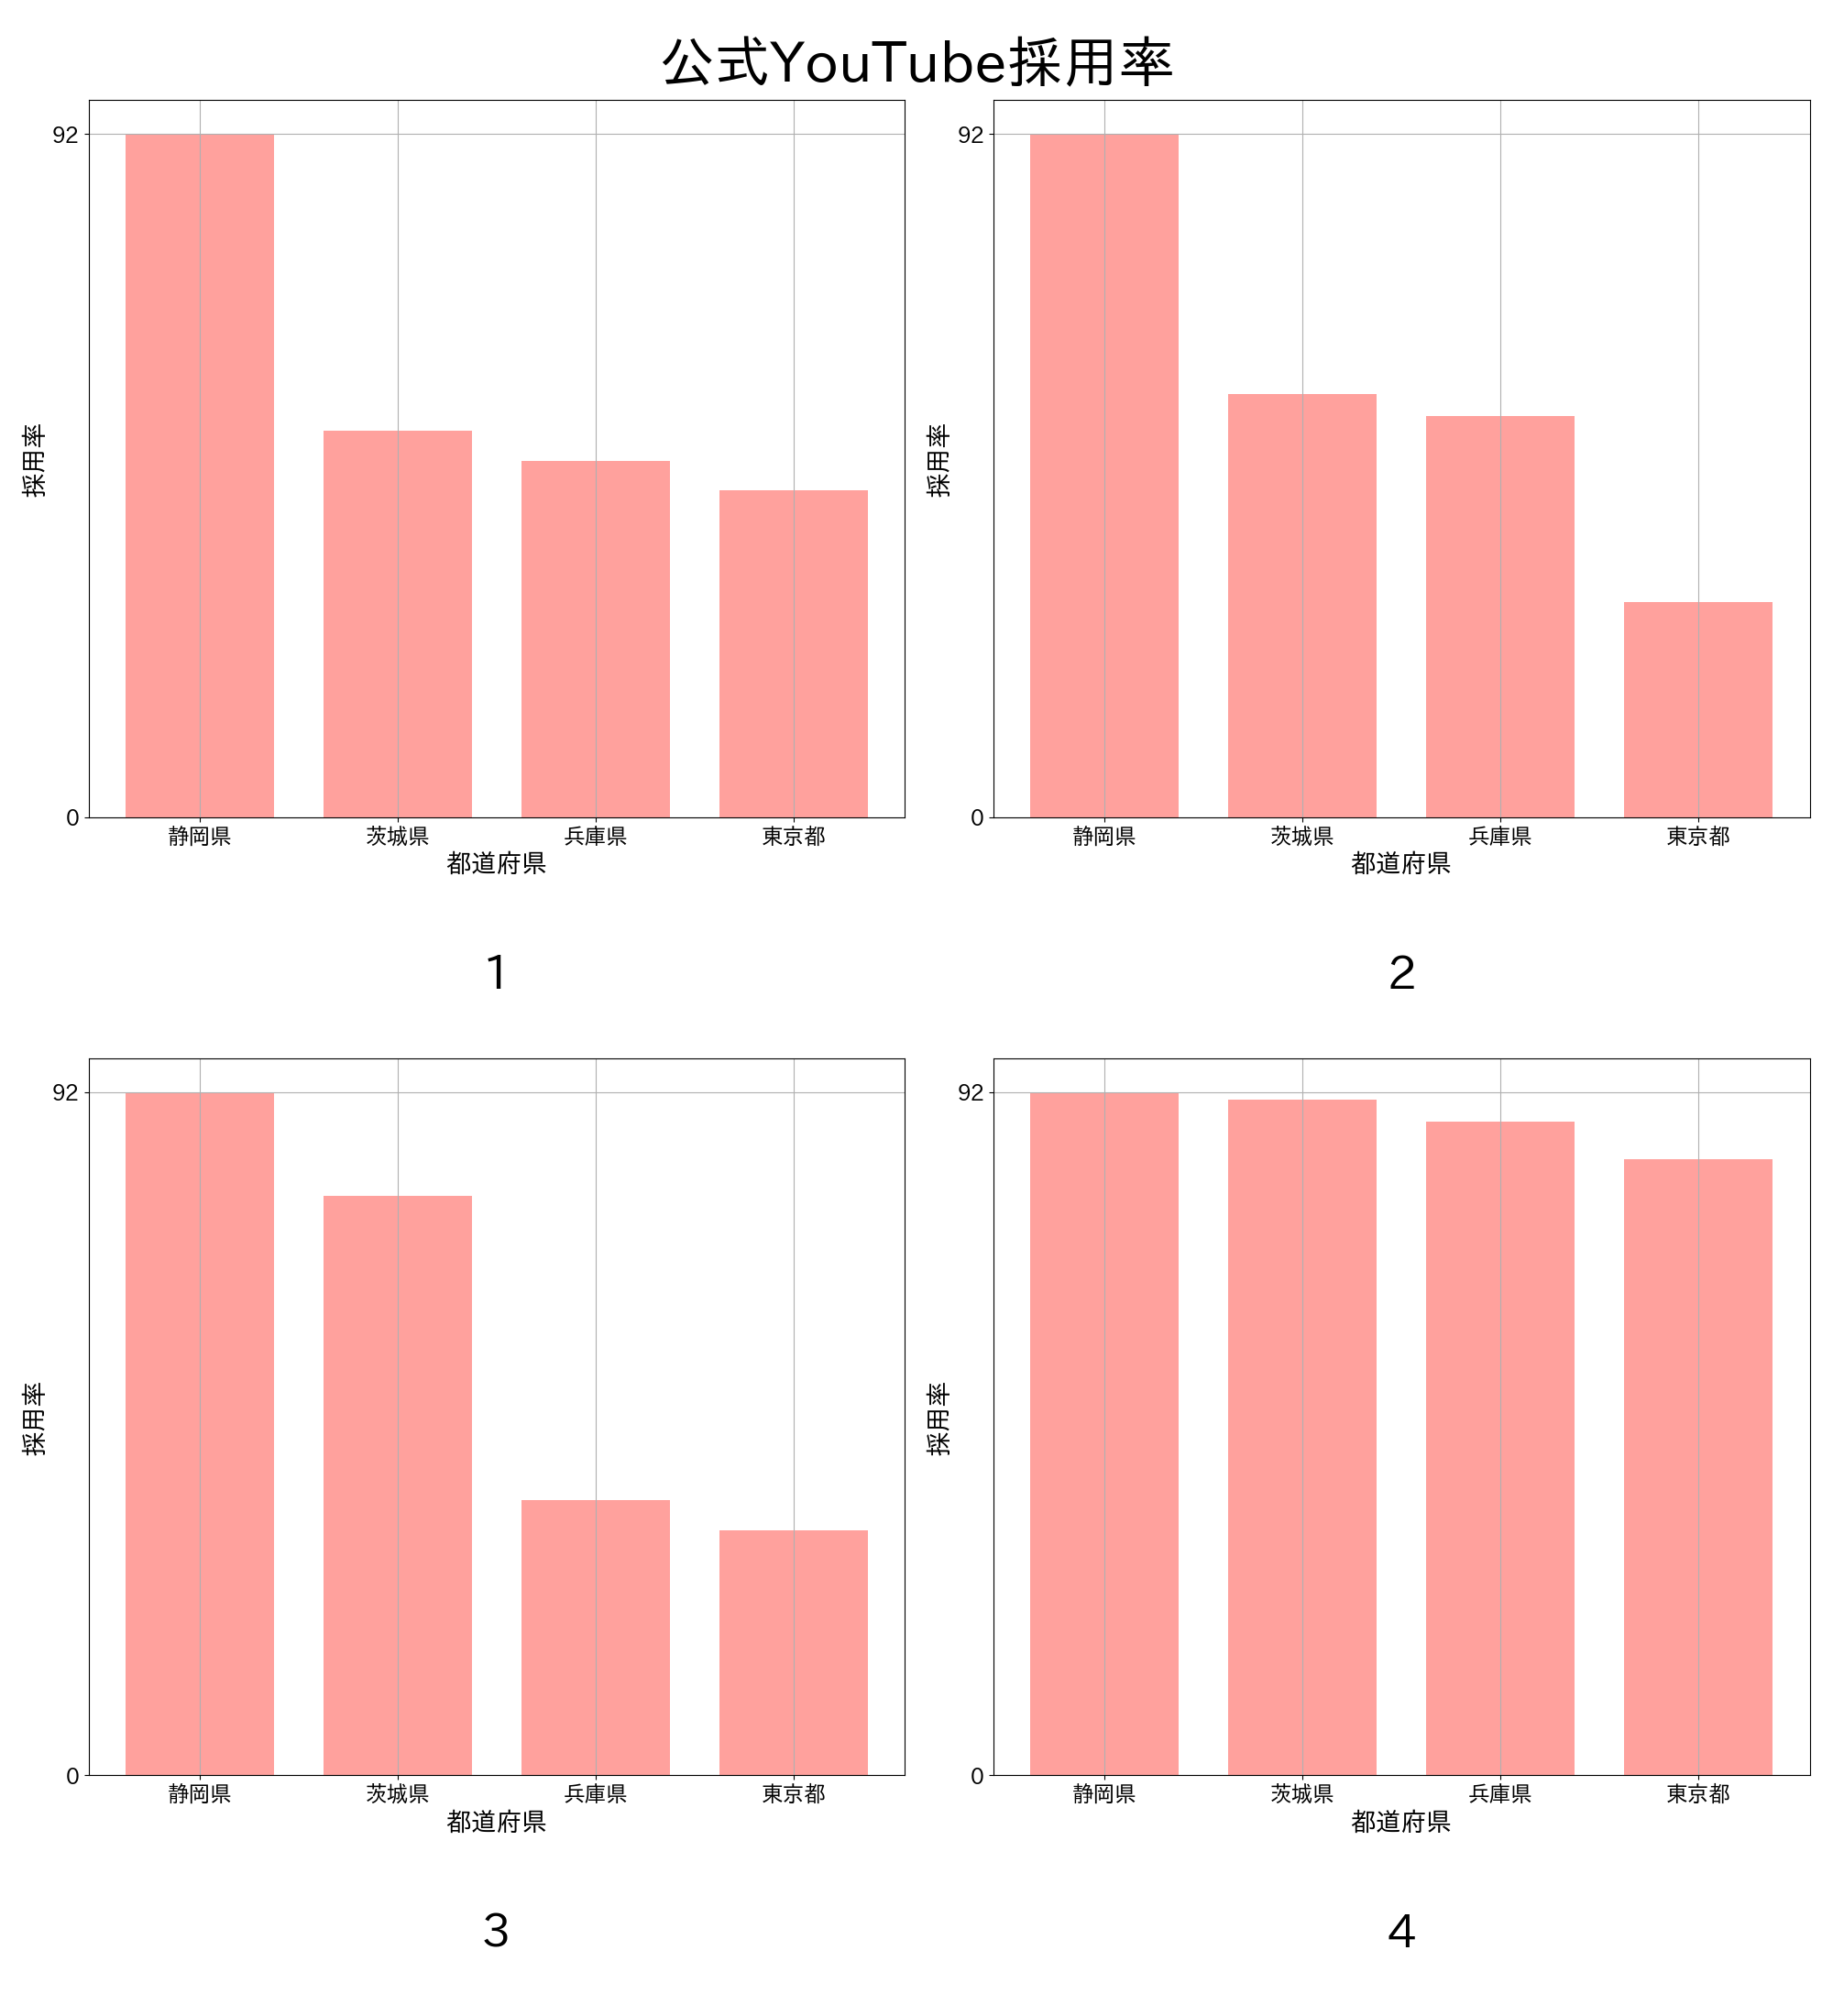 公式YouTube採用率
92
0
採用率
静岡県 茨城県 兵庫県 東京都
都道府県
1
92
0
採用率
静岡県 茨城県 兵庫県 東京都
都道府県
2
92
0
採用率
静岡県 茨城県 兵庫県 東京都
都道府県
3
92
0
採用率
静岡県 茨城県 兵庫県 東京都
都道府県
4